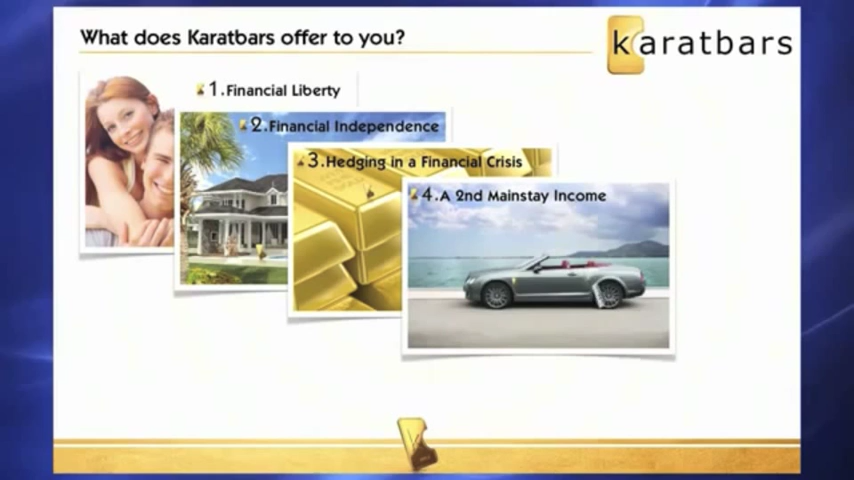 What does Karatbars offer to you?
karatbars
1.Financial Liberty
2.Financial Independence
3.Hedging in a Financial Crisis
4.A 2nd Mainstay Income